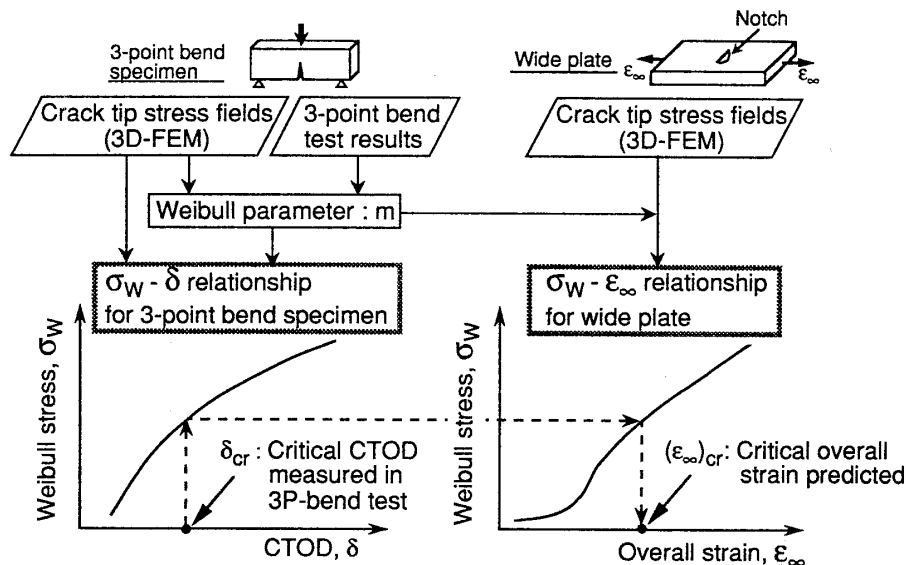 3-point bend
specimen
Notch
Wide plate
ε∞
ε∞
Crack tip stress fields
(3D-FEM)
3-point bend
test results
Crack tip stress fields
(3D-FEM)
Weibull parameter : m
σW - δ relationship
for 3-point bend specimen
σW - ε∞ relationship
for wide plate
Weibull stress, σW
δcr : Critical CTOD
measured in
3P-bend test
CTOD, δ
Weibull stress, σW
(ε∞)cr : Critical overall
strain predicted
Overall strain, ε∞